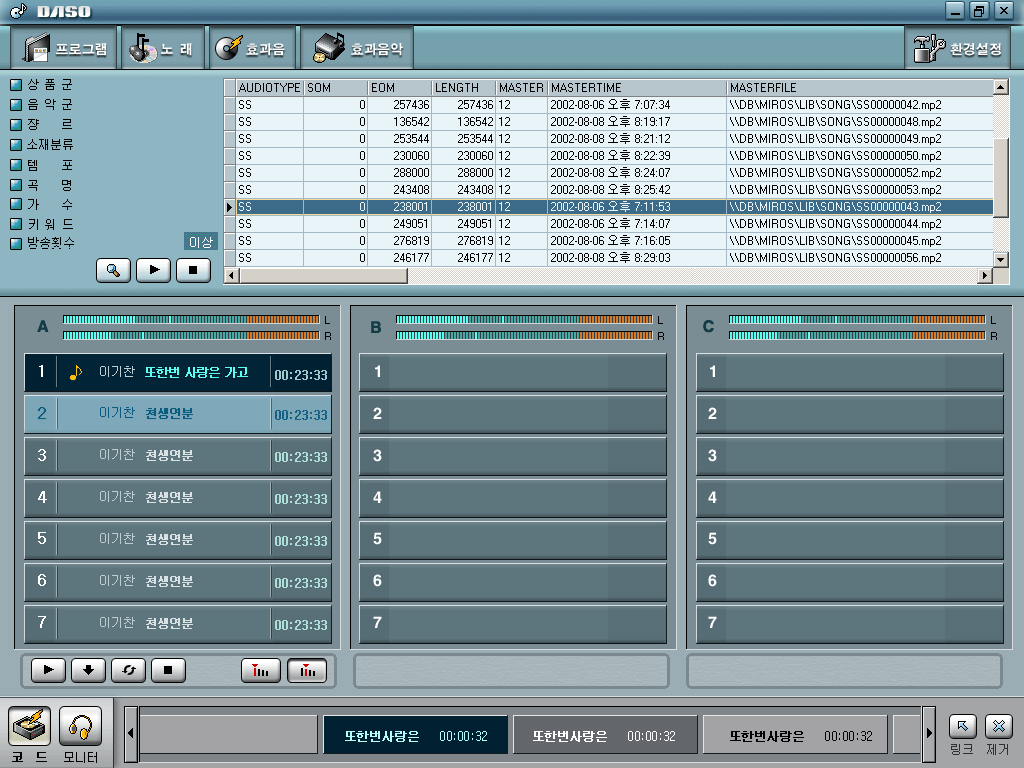 DASO
프로그램 노 래 효과음 효과음악 환경설정
상 품 군
음 악 군
쟝 르
소재분류
템 포
곡 명
가 수
키 워 드
방송횟수 이상
AUDIOTYPE SOM EOM LENGTH MASTER MASTERTIME MASTERFILE
SS 0 257436 257436 12 2002-08-06 오후 7:07:34 \\DB\MIROS\LIB\SONG\SS00000042.mp2
SS 0 136542 136542 12 2002-08-08 오후 8:19:17 \\DB\MIROS\LIB\SONG\SS00000048.mp2
SS 0 253544 253544 12 2002-08-08 오후 8:21:12 \\DB\MIROS\LIB\SONG\SS00000049.mp2
SS 0 230060 230060 12 2002-08-08 오후 8:22:39 \\DB\MIROS\LIB\SONG\SS00000050.mp2
SS 0 288000 288000 12 2002-08-08 오후 8:24:07 \\DB\MIROS\LIB\SONG\SS00000052.mp2
SS 0 243408 243408 12 2002-08-08 오후 8:25:42 \\DB\MIROS\LIB\SONG\SS00000053.mp2
SS 0 238001 238001 12 2002-08-06 오후 7:11:53 \\DB\MIROS\LIB\SONG\SS00000043.mp2
SS 0 249051 249051 12 2002-08-06 오후 7:14:07 \\DB\MIROS\LIB\SONG\SS00000044.mp2
SS 0 276819 276819 12 2002-08-06 오후 7:16:05 \\DB\MIROS\LIB\SONG\SS00000045.mp2
SS 0 246177 246177 12 2002-08-08 오후 8:29:03 \\DB\MIROS\LIB\SONG\SS00000056.mp2
A L R B L R C L R
1 이기찬 또한번 사랑은 가고 00:23:33 1 1
2 이기찬 천생연분 00:23:33 2 2
3 이기찬 천생연분 00:23:33 3 3
4 이기찬 천생연분 00:23:33 4 4
5 이기찬 천생연분 00:23:33 5 5
6 이기찬 천생연분 00:23:33 6 6
7 이기찬 천생연분 00:23:33 7 7
또한번사랑은 00:00:32 또한번사랑은 00:00:32 또한번사랑은 00:00:32
코 드 모니터 링크 제거